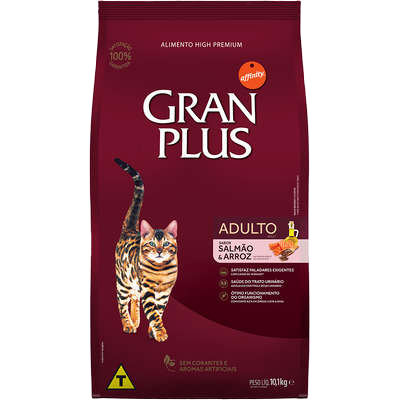 ALIMENTO HIGH PREMIUM
100%
affinity
GRAN
PLUS
ADULTO
SABOR
SALMÃO
& ARROZ
SATISFAZ PALADARES EXIGENTES
SAÚDE DO TRATO URINÁRIO
ÓTIMO FUNCIONAMENTO
DO ORGANISMO
SEM CORANTES E
AROMAS ARTIFICIAIS
T
PESO LÍQ. 10,1kg e